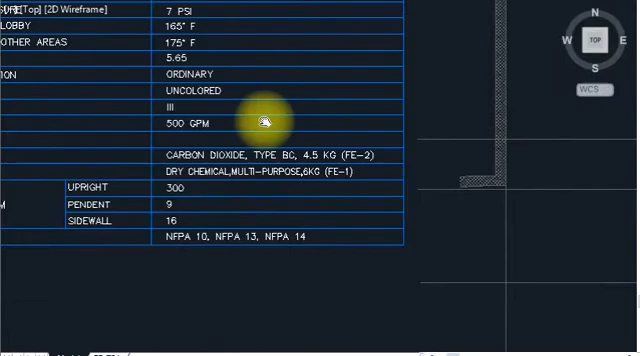 [Top] [2D Wireframe]
7 PSI
LOBBY 165° F
OTHER AREAS 175° F
5.65
ORDINARY
UNCOLORED
III
500 GPM
CARBON DIOXIDE, TYPE BC, 4.5 KG (FE-2)
DRY CHEMICAL,MULTI-PURPOSE,6KG (FE-1)
UPRIGHT 300
PENDENT 9
SIDEWALL 16
NFPA 10, NFPA 13, NFPA 14
N
W TOP E
S
WCS